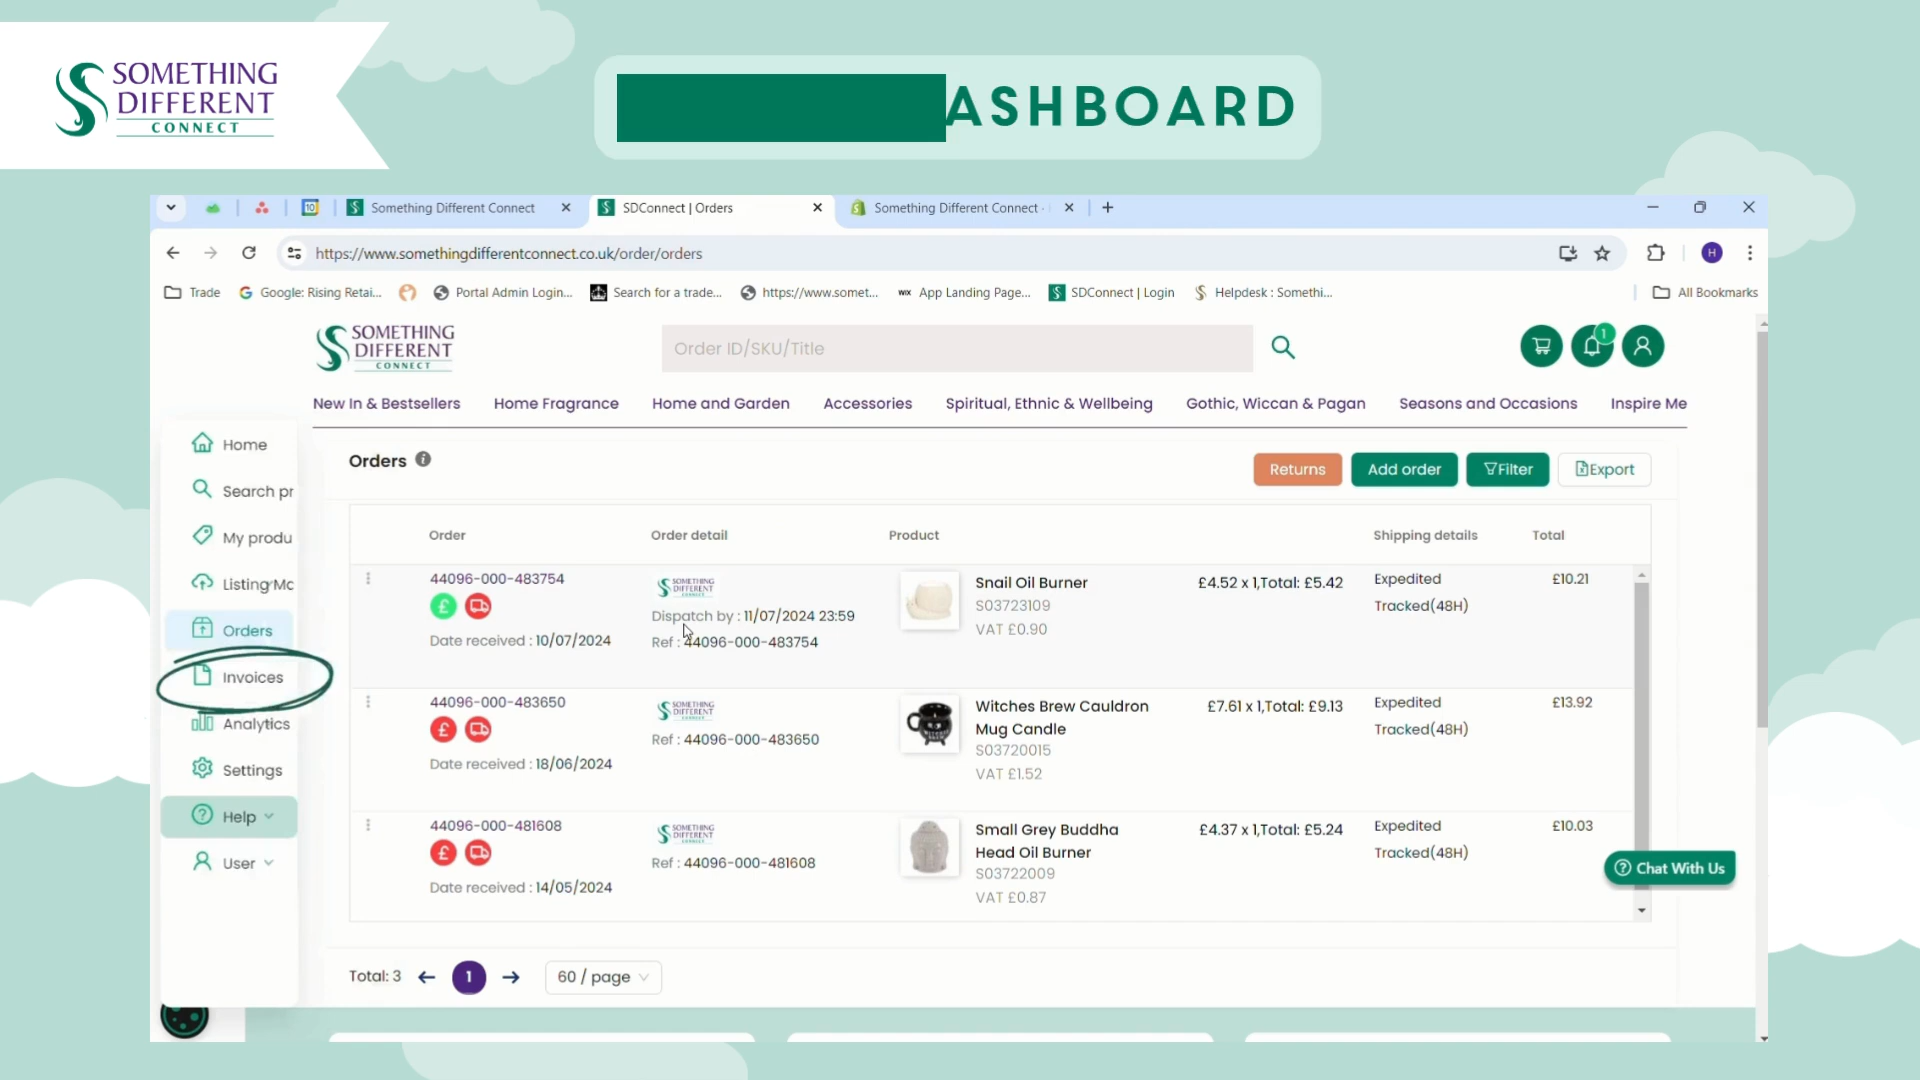 SOMETHING
DIFFERENT
CONNECT
ASHBOARD
Something Different Connect
SDConnect | Orders
Something Different Connect ·
https://www.somethingdifferentconnect.co.uk/order/orders
H
Trade
Google: Rising Retai...
Portal Admin Login...
Search for a trade...
https://www.somet...
WIX App Landing Page...
SDConnect | Login
Helpdesk : Somethi...
All Bookmarks
SOMETHING
DIFFERENT
CONNECT
Order ID/SKU/Title
1
New In & Bestsellers
Home Fragrance
Home and Garden
Accessories
Spiritual, Ethnic & Wellbeing
Gothic, Wiccan & Pagan
Seasons and Occasions
Inspire Me
Home
Search pr
My produ
Listing Mc
Orders
Invoices
Analytics
Settings
Help
User
Orders
Returns
Add order
Filter
Export
Order
Order detail
Product
Shipping details
Total
44096-000-483754
£
Date received : 10/07/2024
SOMETHING
DIFFERENT
CONNECT
Dispatch by : 11/07/2024 23:59
Ref : 44096-000-483754
Snail Oil Burner
S03723109
VAT £0.90
£4.52 x 1,Total: £5.42
Expedited
Tracked(48H)
£10.21
44096-000-483650
£
Date received : 18/06/2024
SOMETHING
DIFFERENT
CONNECT
Ref : 44096-000-483650
Witches Brew Cauldron
Mug Candle
S03720015
VAT £1.52
£7.61 x 1,Total: £9.13
Expedited
Tracked(48H)
£13.92
44096-000-481608
£
Date received : 14/05/2024
SOMETHING
DIFFERENT
CONNECT
Ref : 44096-000-481608
Small Grey Buddha
Head Oil Burner
S03722009
VAT £0.87
£4.37 x 1,Total: £5.24
Expedited
Tracked(48H)
£10.03
Chat With Us
Total: 3
1
60 / page